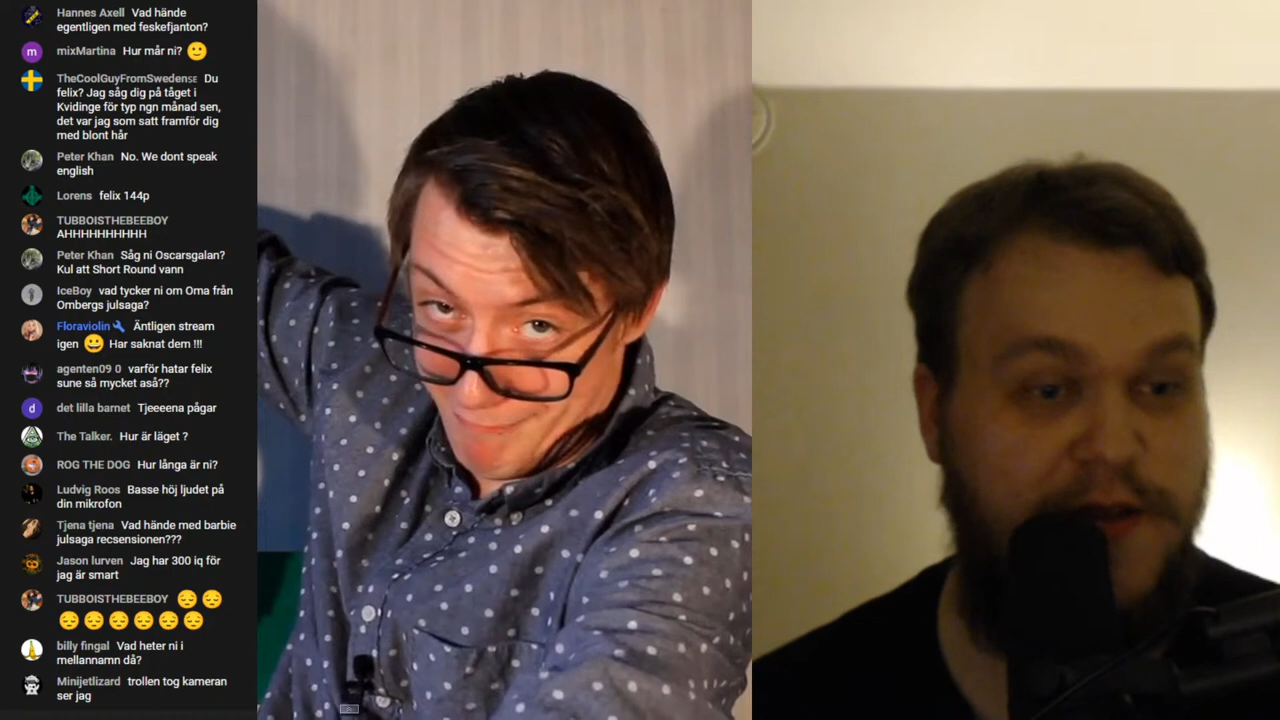 Hannes Axell Vad hände
egentligen med feskefjanton?
m
mixMartina Hur mår ni? 🙂
TheCoolGuyFromSwedense Du
felix? Jag såg dig på tåget i
Kvidinge för typ ngn månad sen,
det var jag som satt framför dig
med blont hår
Peter Khan No. We dont speak
english
Lorens felix 144p
TUBBOISTHEBEEBOY
AHHHHHHHHHH
Peter Khan Såg ni Oscarsgalan?
Kul att Short Round vann
IceBoy vad tycker ni om Oma från
Ombergs julsaga?
Floraviolin 🔧 Äntligen stream
igen 😀 Har saknat dem !!!
agenten09 0 varför hatar felix
sune så mycket aså??
d
det lilla barnet Tjeeeena pågar
The Talker. Hur är läget ?
ROG THE DOG Hur långa är ni?
Ludvig Roos Basse höj ljudet på
din mikrofon
Tjena tjena Vad hände med barbie
julsaga recsensionen???
Jason lurven Jag har 300 iq för
jag är smart
TUBBOISTHEBEEBOY 😔😔
😔😔😔😔😔😔
billy fingal Vad heter ni i
mellannamn då?
Minijetlizard trollen tog kameran
ser jag